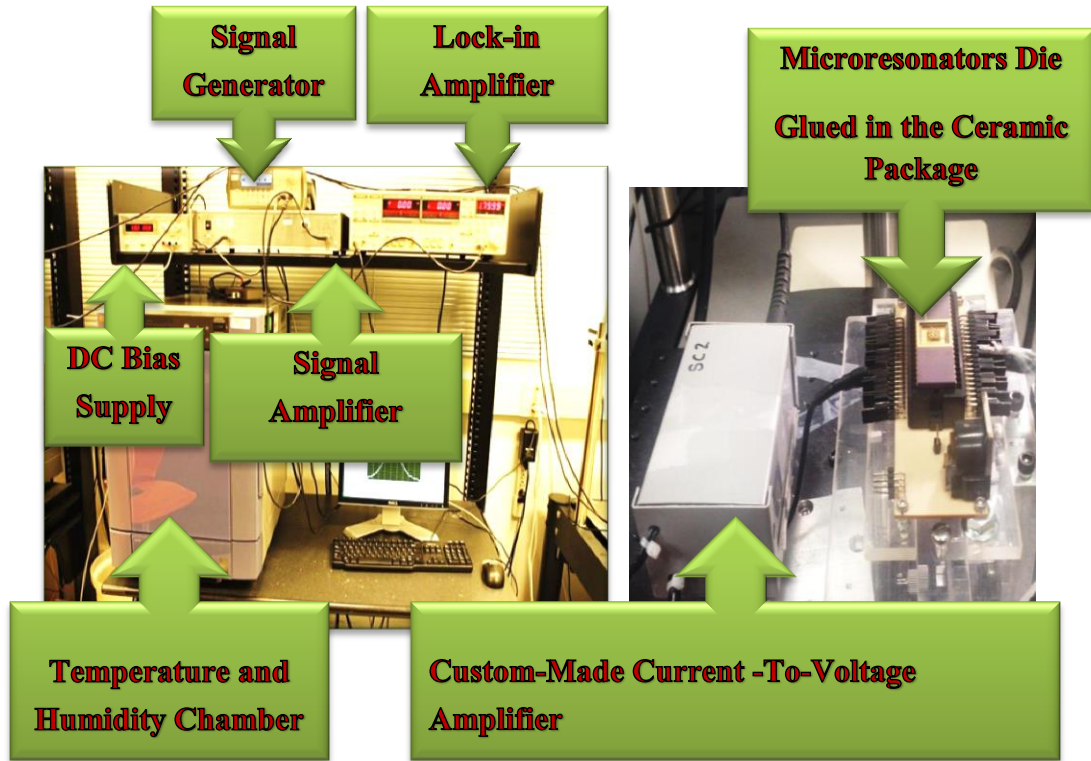 Signal
Generator
Lock-in
Amplifier
Microresonators Die
Glued in the Ceramic
Package
DC Bias
Supply
Signal
Amplifier
SC2
Temperature and
Humidity Chamber
Custom-Made Current -To-Voltage
Amplifier